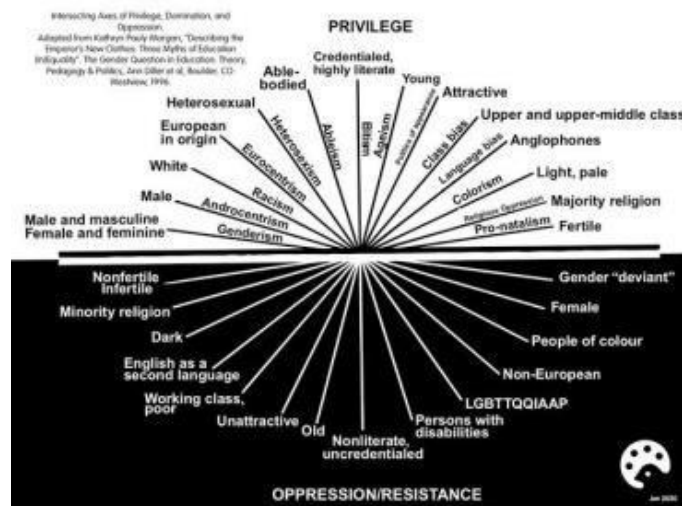 Intersecting Axes of Privilege, Domination, and
Oppression.
Adapted from Kathryn Pauly Morgan, "Describing the
Emperor's New Clothes: Three Myths of Education
(In)Equality". The Gender Question in Education: Theory,
Pedagogy & Politics, Ann Diller et al, Boulder, CO:
Westview, 1996.
PRIVILEGE
Credentialed,
highly literate
Able-
bodied
Young
Attractive
Heterosexual
Upper and upper-middle class
European
in origin
Anglophones
White
Light, pale
Male
Majority religion
Male and masculine
Female and feminine
Fertile
Genderism
Androcentrism
Racism
Eurocentrism
Heterosexism
Ableism
Elitism
Ageism
Politics of appearance
Class bias
Language bias
Colorism
Religious Oppression
Pro-natalism
Nonfertile
Infertile
Gender "deviant"
Minority religion
Female
Dark
People of colour
English as a
second language
Non-European
Working class,
poor
LGBTTQQIAAP
Unattractive
Persons with
disabilities
Old
Nonliterate,
uncredentialed
OPPRESSION/RESISTANCE